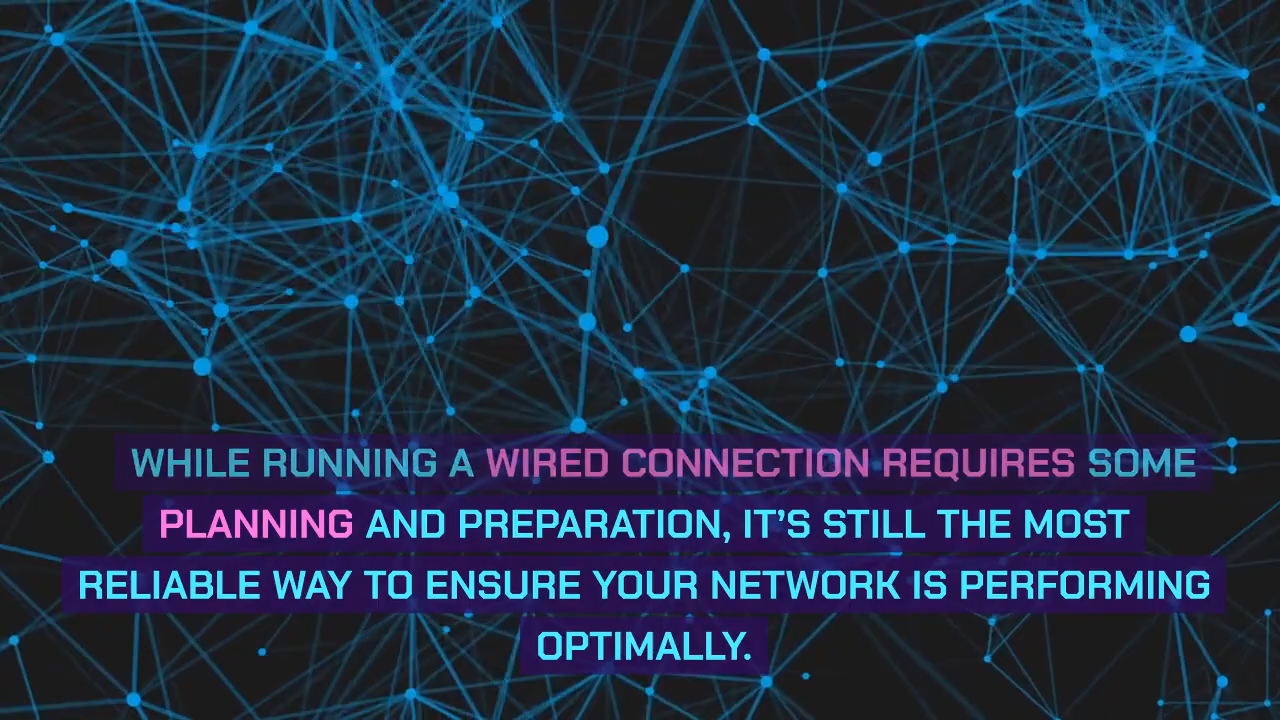 WHILE RUNNING A WIRED CONNECTION REQUIRES SOME
PLANNING AND PREPARATION, IT’S STILL THE MOST
RELIABLE WAY TO ENSURE YOUR NETWORK IS PERFORMING
OPTIMALLY.